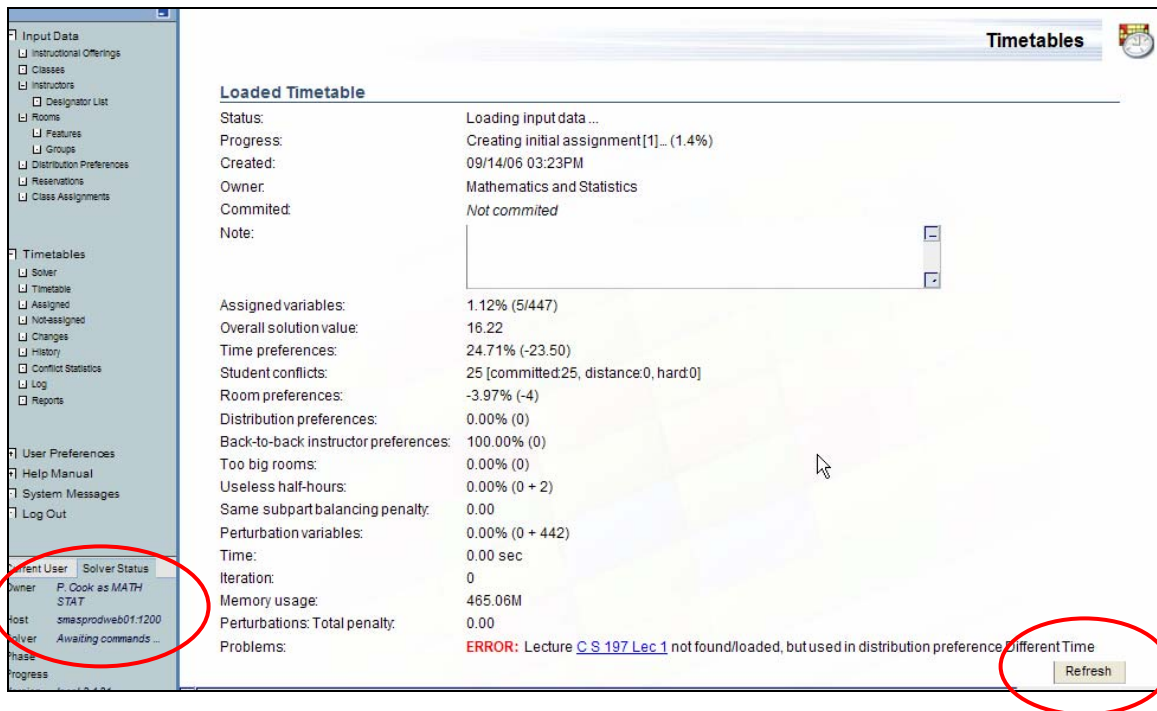 Input Data
Instructional Offerings
Classes
Instructors
Designator List
Rooms
Features
Groups
Distribution Preferences
Reservations
Class Assignments
Timetables
Solver
Timetable
Assigned
Not-assigned
Changes
History
Conflict Statistics
Log
Reports
User Preferences
Help Manual
System Messages
Log Out
Current User Solver Status
Owner P. Cook as MATH
STAT
Host smasprodweb01:1200
Solver Awaiting commands ...
Phase
Progress
Timetables
Loaded Timetable
Status: Loading input data ...
Progress: Creating initial assignment [1]... (1.4%)
Created: 09/14/06 03:23PM
Owner: Mathematics and Statistics
Commited: Not commited
Note:
Assigned variables: 1.12% (5/447)
Overall solution value: 16.22
Time preferences: 24.71% (-23.50)
Student conflicts: 25 [committed:25, distance:0, hard:0]
Room preferences: -3.97% (-4)
Distribution preferences: 0.00% (0)
Back-to-back instructor preferences: 100.00% (0)
Too big rooms: 0.00% (0)
Useless half-hours: 0.00% (0 + 2)
Same subpart balancing penalty: 0.00
Perturbation variables: 0.00% (0 + 442)
Time: 0.00 sec
Iteration: 0
Memory usage: 465.06M
Perturbations: Total penalty: 0.00
Problems: ERROR: Lecture C S 197 Lec 1 not found/loaded, but used in distribution preference Different Time
Refresh